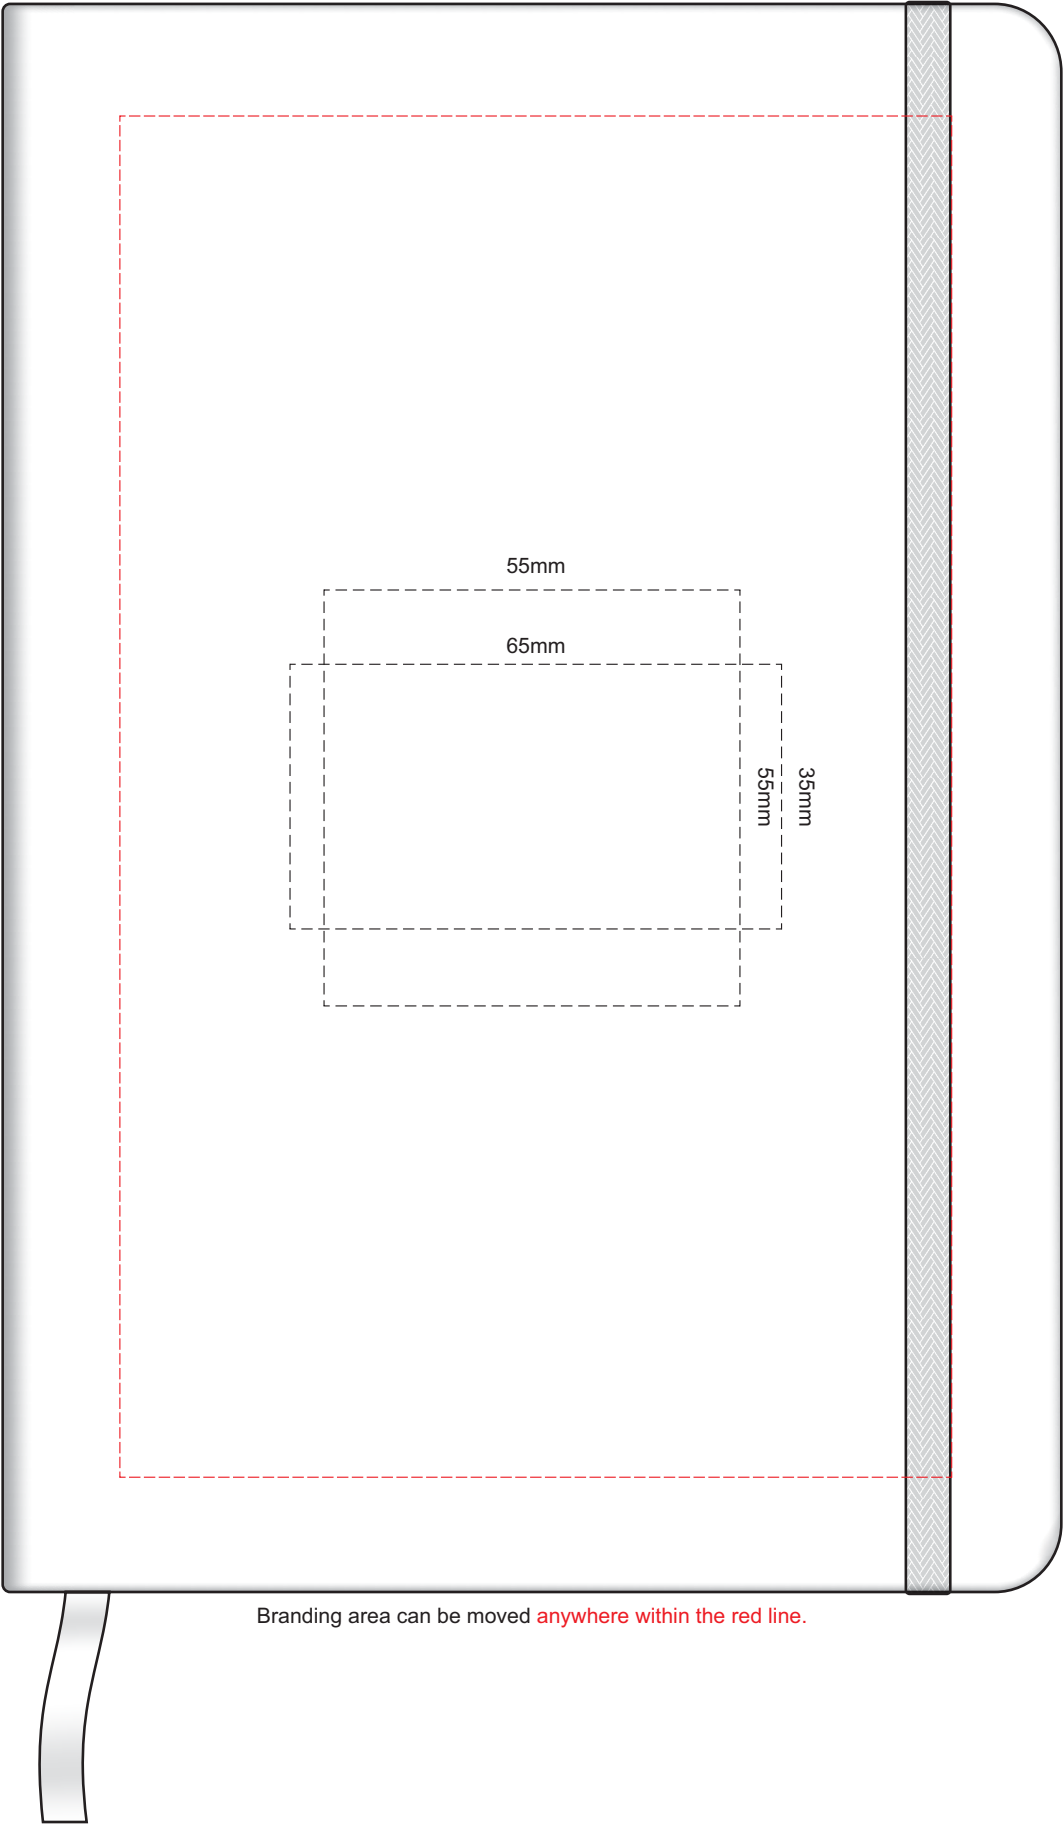 55mm
65mm
55mm
35mm
Branding area can be moved anywhere within the red line.